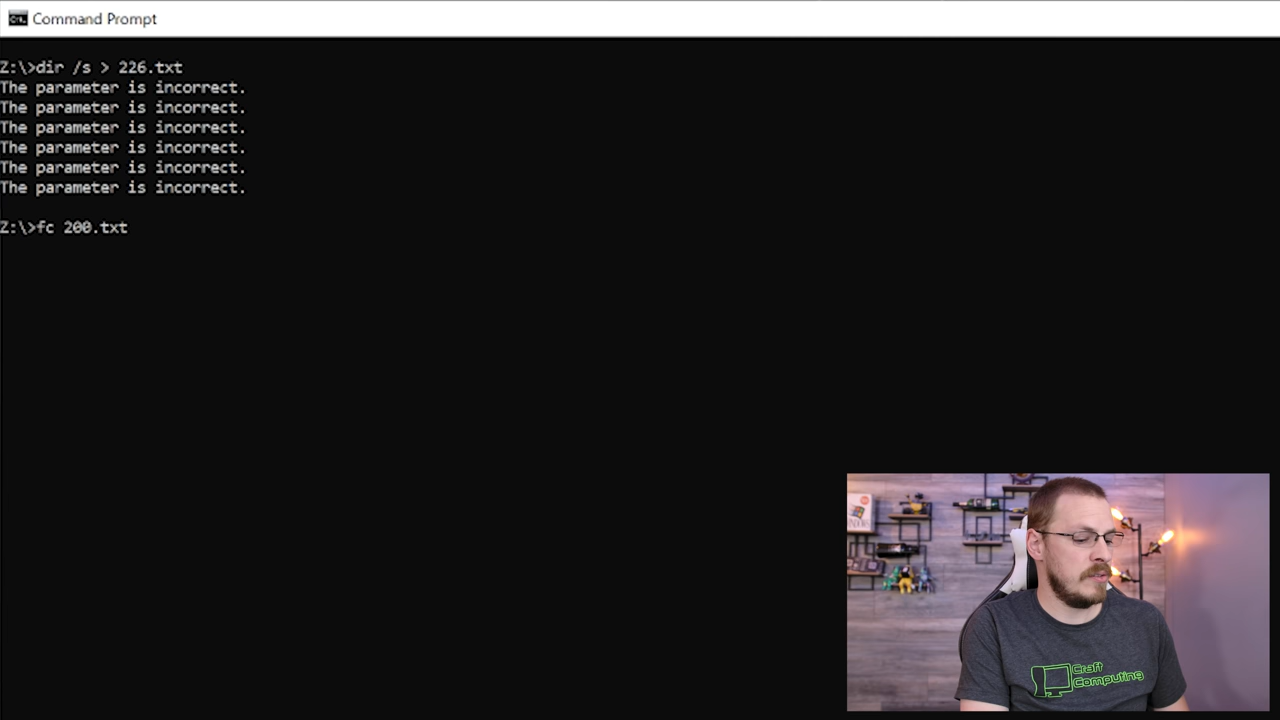 Command Prompt
Z:\>dir /s > 226.txt
The parameter is incorrect.
The parameter is incorrect.
The parameter is incorrect.
The parameter is incorrect.
The parameter is incorrect.
The parameter is incorrect.
Z:\>fc 200.txt
Craft
Computing